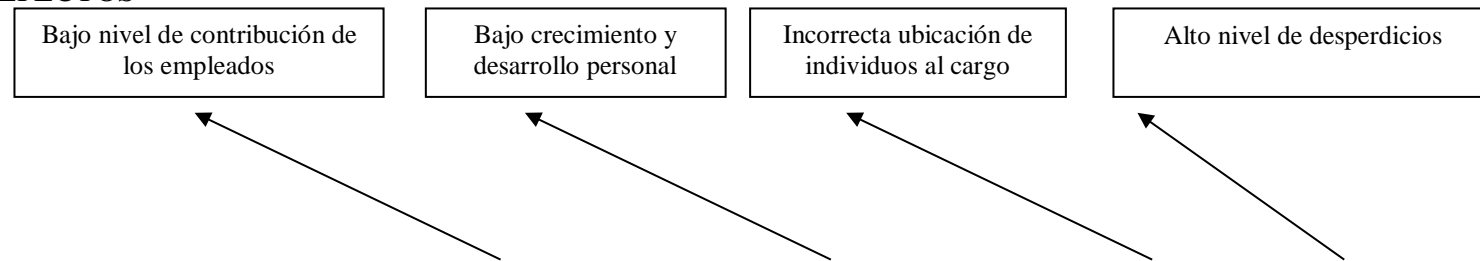 Bajo nivel de contribución de
los empleados
Bajo crecimiento y
desarrollo personal
Incorrecta ubicación de
individuos al cargo
Alto nivel de desperdicios